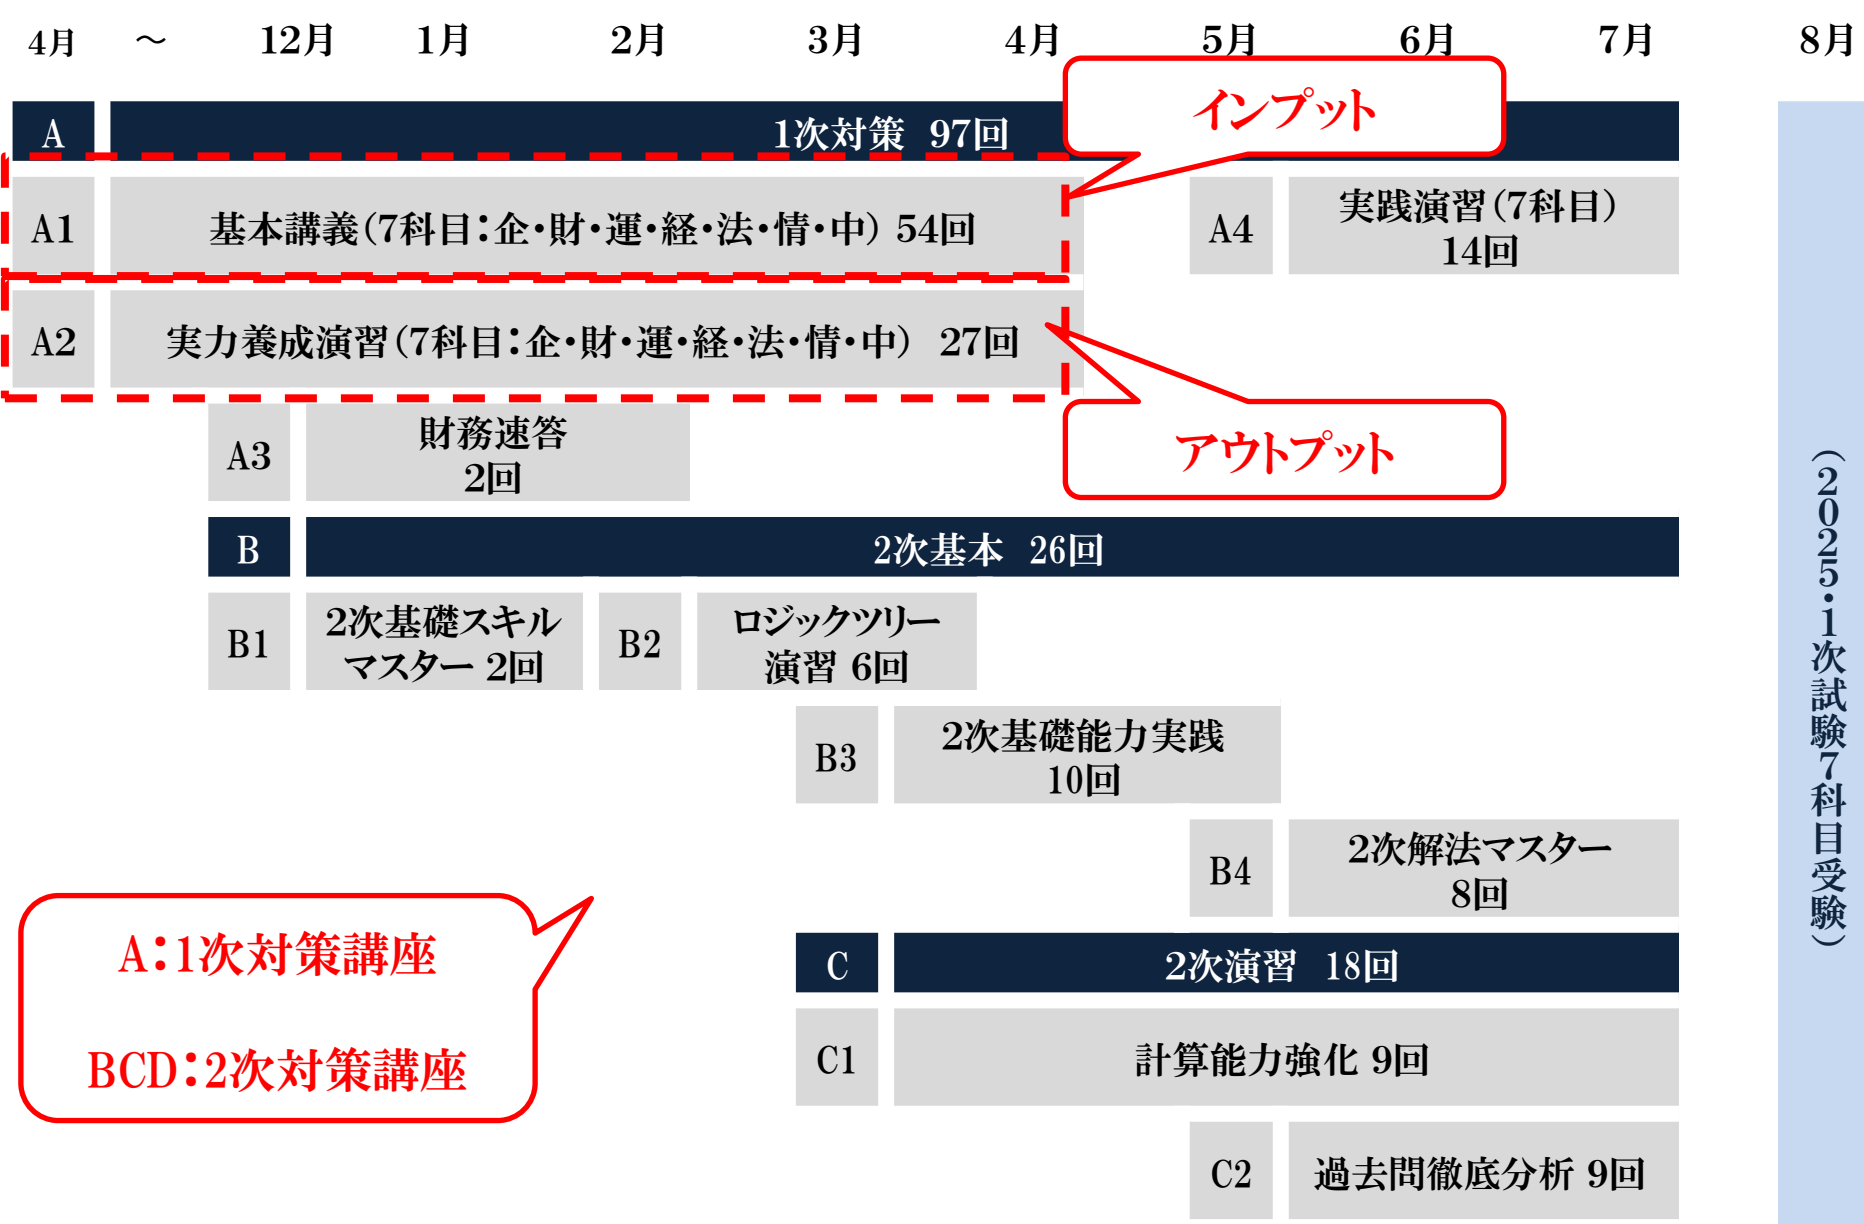 4月 ～ 12月 1月 2月 3月 4月 5月 6月 7月 8月
A 1次対策 97回
インプット
A1 基本講義（7科目：企・財・運・経・法・情・中） 54回
A4 実践演習（7科目）
14回
A2 実力養成演習（7科目：企・財・運・経・法・情・中） 27回
アウトプット
A3 財務速答
2回
B 2次基本 26回
B1 2次基礎スキル
マスター 2回
B2 ロジックツリー
演習 6回
B3 2次基礎能力実践
10回
B4 2次解法マスター
8回
A：1次対策講座
BCD：2次対策講座
C 2次演習 18回
C1 計算能力強化 9回
C2 過去問徹底分析 9回
（2025・1次試験7科目受験）